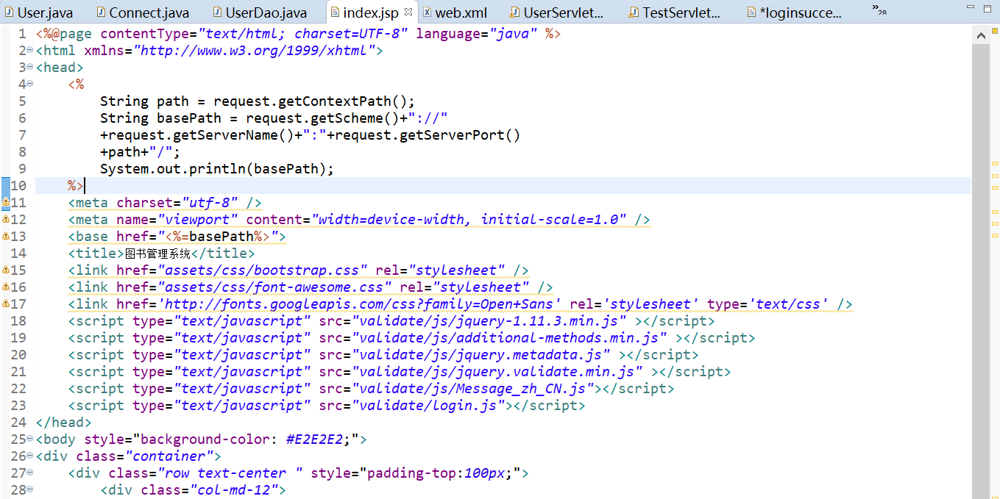 User.java Connect.java UserDao.java index.jsp web.xml UserServlet... TestServlet... *loginsucce... »28
1 <%@page contentType="text/html; charset=UTF-8" language="java" %>
2 <html xmlns="http://www.w3.org/1999/xhtml">
3 <head>
4 <%
5 String path = request.getContextPath();
6 String basePath = request.getScheme()+"://"
7 +request.getServerName()+":"+request.getServerPort()
8 +path+"/";
9 System.out.println(basePath);
10 %>
11 <meta charset="utf-8" />
12 <meta name="viewport" content="width=device-width, initial-scale=1.0" />
13 <base href="<%=basePath%>">
14 <title>图书管理系统</title>
15 <link href="assets/css/bootstrap.css" rel="stylesheet" />
16 <link href="assets/css/font-awesome.css" rel="stylesheet" />
17 <link href='http://fonts.googleapis.com/css?family=Open+Sans' rel='stylesheet' type='text/css' />
18 <script type="text/javascript" src="validate/js/jquery-1.11.3.min.js" ></script>
19 <script type="text/javascript" src="validate/js/additional-methods.min.js" ></script>
20 <script type="text/javascript" src="validate/js/jquery.metadata.js" ></script>
21 <script type="text/javascript" src="validate/js/jquery.validate.min.js" ></script>
22 <script type="text/javascript" src="validate/js/Message_zh_CN.js"></script>
23 <script type="text/javascript" src="validate/login.js"></script>
24 </head>
25 <body style="background-color: #E2E2E2;">
26 <div class="container">
27 <div class="row text-center " style="padding-top:100px;">
28 <div class="col-md-12">